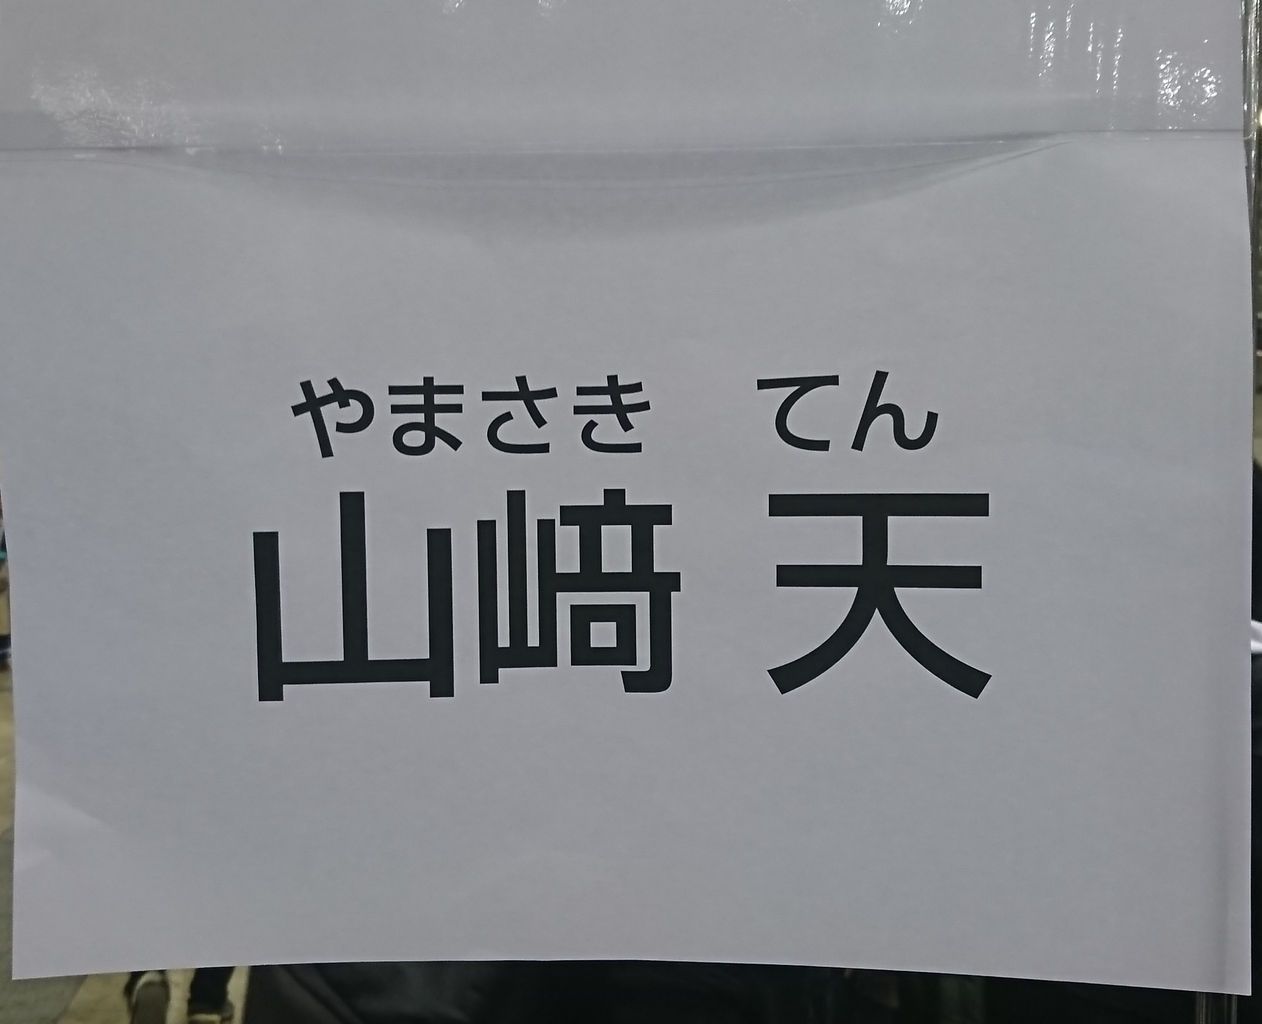 やまさき てん
山﨑 天